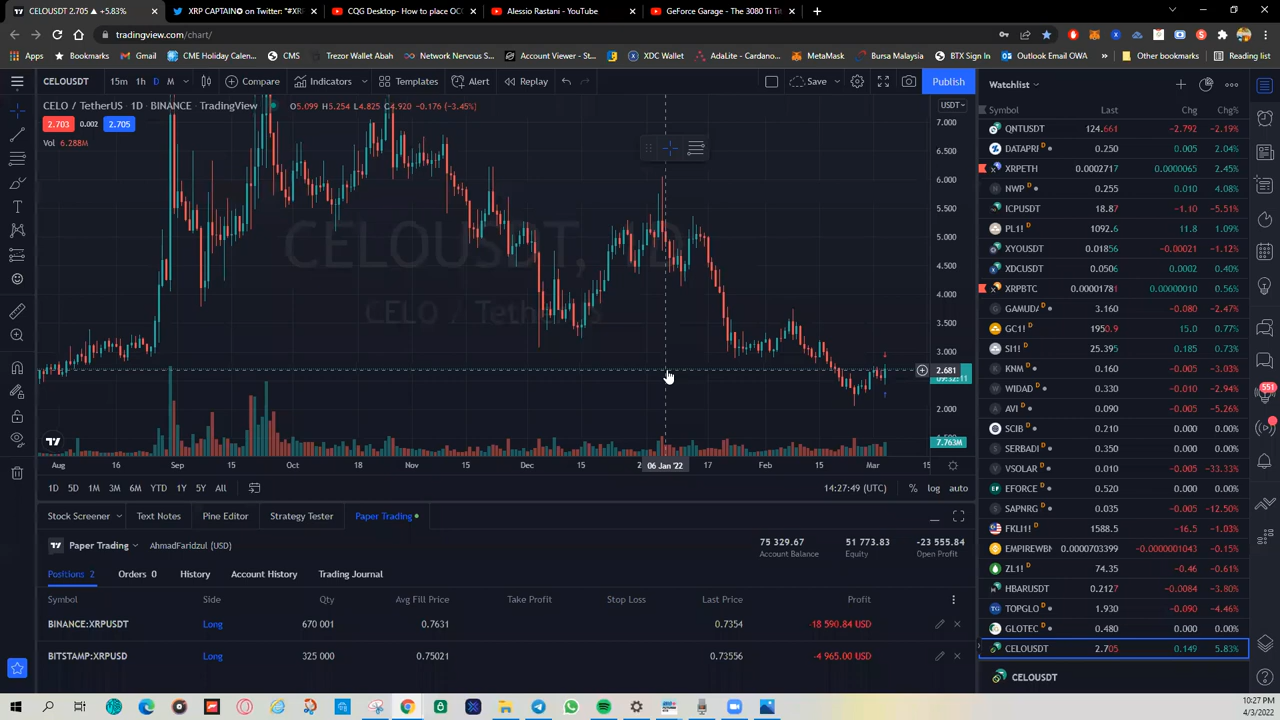 CELOUSDT 2.705 ▲ +5.83%
XRP CAPTAIN on Twitter: "#XR
CQG Desktop- How to place OC
Alessio Rastani - YouTube
GeForce Garage - The 3080 Ti Tit
tradingview.com/chart/
Apps
Bookmarks
Gmail
CME Holiday Calen...
CMS
Trezor Wallet Abah
Network Nervous S...
Account Viewer - St...
XDC Wallet
AdaLite - Cardano...
MetaMask
Bursa Malaysia
BTX Sign In
Outlook Email OWA
Other bookmarks
Reading list
CELOUSDT
15m 1h D M
Compare
Indicators
Templates
Alert
Replay
Save
Publish
CELO / TetherUS · 1D · BINANCE · TradingView
O5.099 H5.254 L4.825 C4.920 -0.176 (-3.45%)
2.703 0.002 2.705
Vol 6.288M
CELOUSDT, 1D
CELO / TetherUS
USDT
7.000
6.500
6.000
5.500
5.000
4.500
4.000
3.500
3.000
2.681
09:32:11
2.000
7.763M
Aug 16 Sep 15 Oct 18 Nov 15 Dec 15 06 Jan '22 17 Feb 15 Mar 15
1D 5D 1M 3M 6M YTD 1Y 5Y All
14:27:49 (UTC)
% log auto
Stock Screener
Text Notes
Pine Editor
Strategy Tester
Paper Trading
Paper Trading
AhmadFaridzul (USD)
75 329.67 51 773.83 -23 555.84
Account Balance Equity Open Profit
Positions 2
Orders 0
History
Account History
Trading Journal
Symbol Side Qty Avg Fill Price Take Profit Stop Loss Last Price Profit
BINANCE:XRPUSDT Long 670 001 0.7631 0.7354 -18 590.84 USD
BITSTAMP:XRPUSD Long 325 000 0.75021 0.73556 -4 965.00 USD
Watchlist
Symbol Last Chg Chg%
QNTUSDT 124.661 -2.792 -2.19%
DATAPRI D 0.250 0.005 2.04%
XRPETH 0.0002717 0.0000065 2.45%
NWP D 0.255 0.010 4.08%
ICPUSDT 18.87 -1.10 -5.51%
PL1! D 1092.6 11.8 1.09%
XYOUSDT 0.01856 -0.00021 -1.12%
XDCUSDT 0.0506 0.0002 0.40%
XRPBTC 0.00001781 0.00000010 0.56%
GAMUDA D 3.160 -0.080 -2.47%
GC1! D 1950.9 15.0 0.77%
SI1! D 25.395 0.185 0.73%
KNM D 0.160 -0.005 -3.03%
WIDAD D 0.330 -0.010 -2.94%
AVI D 0.090 -0.005 -5.26%
SCIB D 0.210 0.000 0.00%
SERBADI D 0.350 0.000 0.00%
VSOLAR D 0.010 -0.005 -33.33%
EFORCE D 0.520 0.000 0.00%
SAPNRG D 0.035 -0.005 -12.50%
FKLI1! D 1588.5 -16.5 -1.03%
EMPIREWBN 0.0000703399 -0.0000001043 -0.15%
ZL1! D 74.35 -0.46 -0.61%
HBARUSDT 0.2127 -0.0084 -3.80%
TOPGLO D 1.930 -0.090 -4.46%
GLOTEC D 0.480 0.000 0.00%
CELOUSDT 2.705 0.149 5.83%
CELOUSDT
551
10:27 PM
4/3/2022